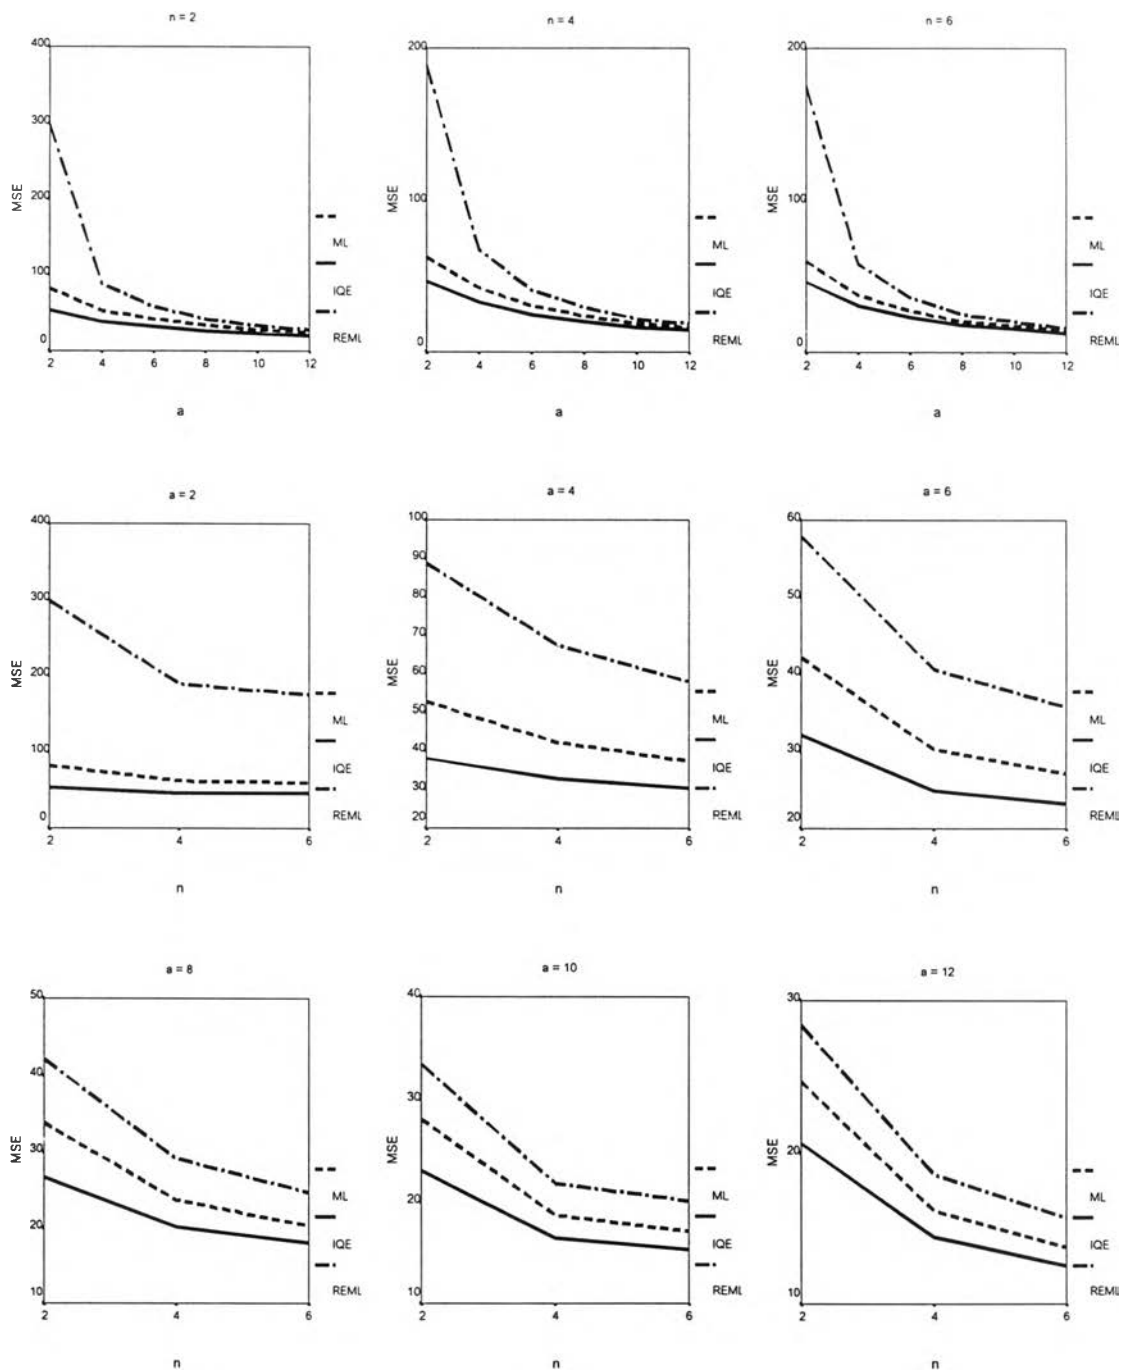 n = 2
400
300
200
100
0
MSE
2 4 6 8 10 12
a
ML
IQE
REML
n = 4
200
100
0
MSE
2 4 6 8 10 12
a
ML
IQE
REML
n = 6
200
100
0
MSE
2 4 6 8 10 12
a
ML
IQE
REML
a = 2
400
300
200
100
0
MSE
2 4 6
n
ML
IQE
REML
a = 4
100
90
80
70
60
50
40
30
20
MSE
2 4 6
n
ML
IQE
REML
a = 6
60
50
40
30
20
MSE
2 4 6
n
ML
IQE
REML
a = 8
50
40
30
20
10
MSE
2 4 6
n
ML
IQE
REML
a = 10
40
30
20
10
MSE
2 4 6
n
ML
IQE
REML
a = 12
30
20
10
MSE
2 4 6
n
ML
IQE
REML